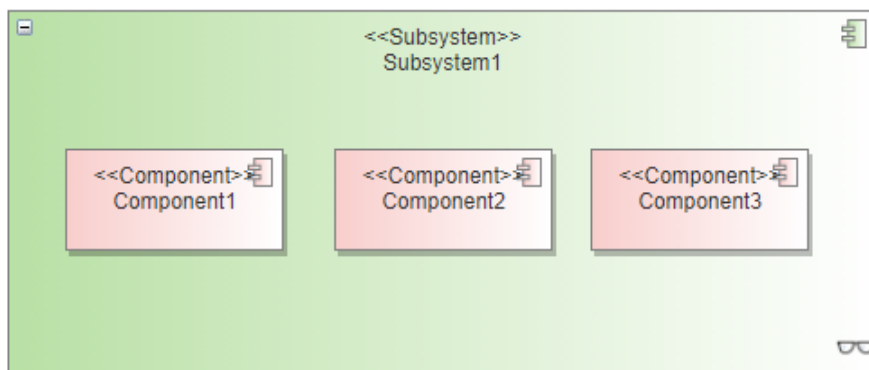 <<Subsystem>>
Subsystem1
<<Component>>
Component1
<<Component>>
Component2
<<Component>>
Component3